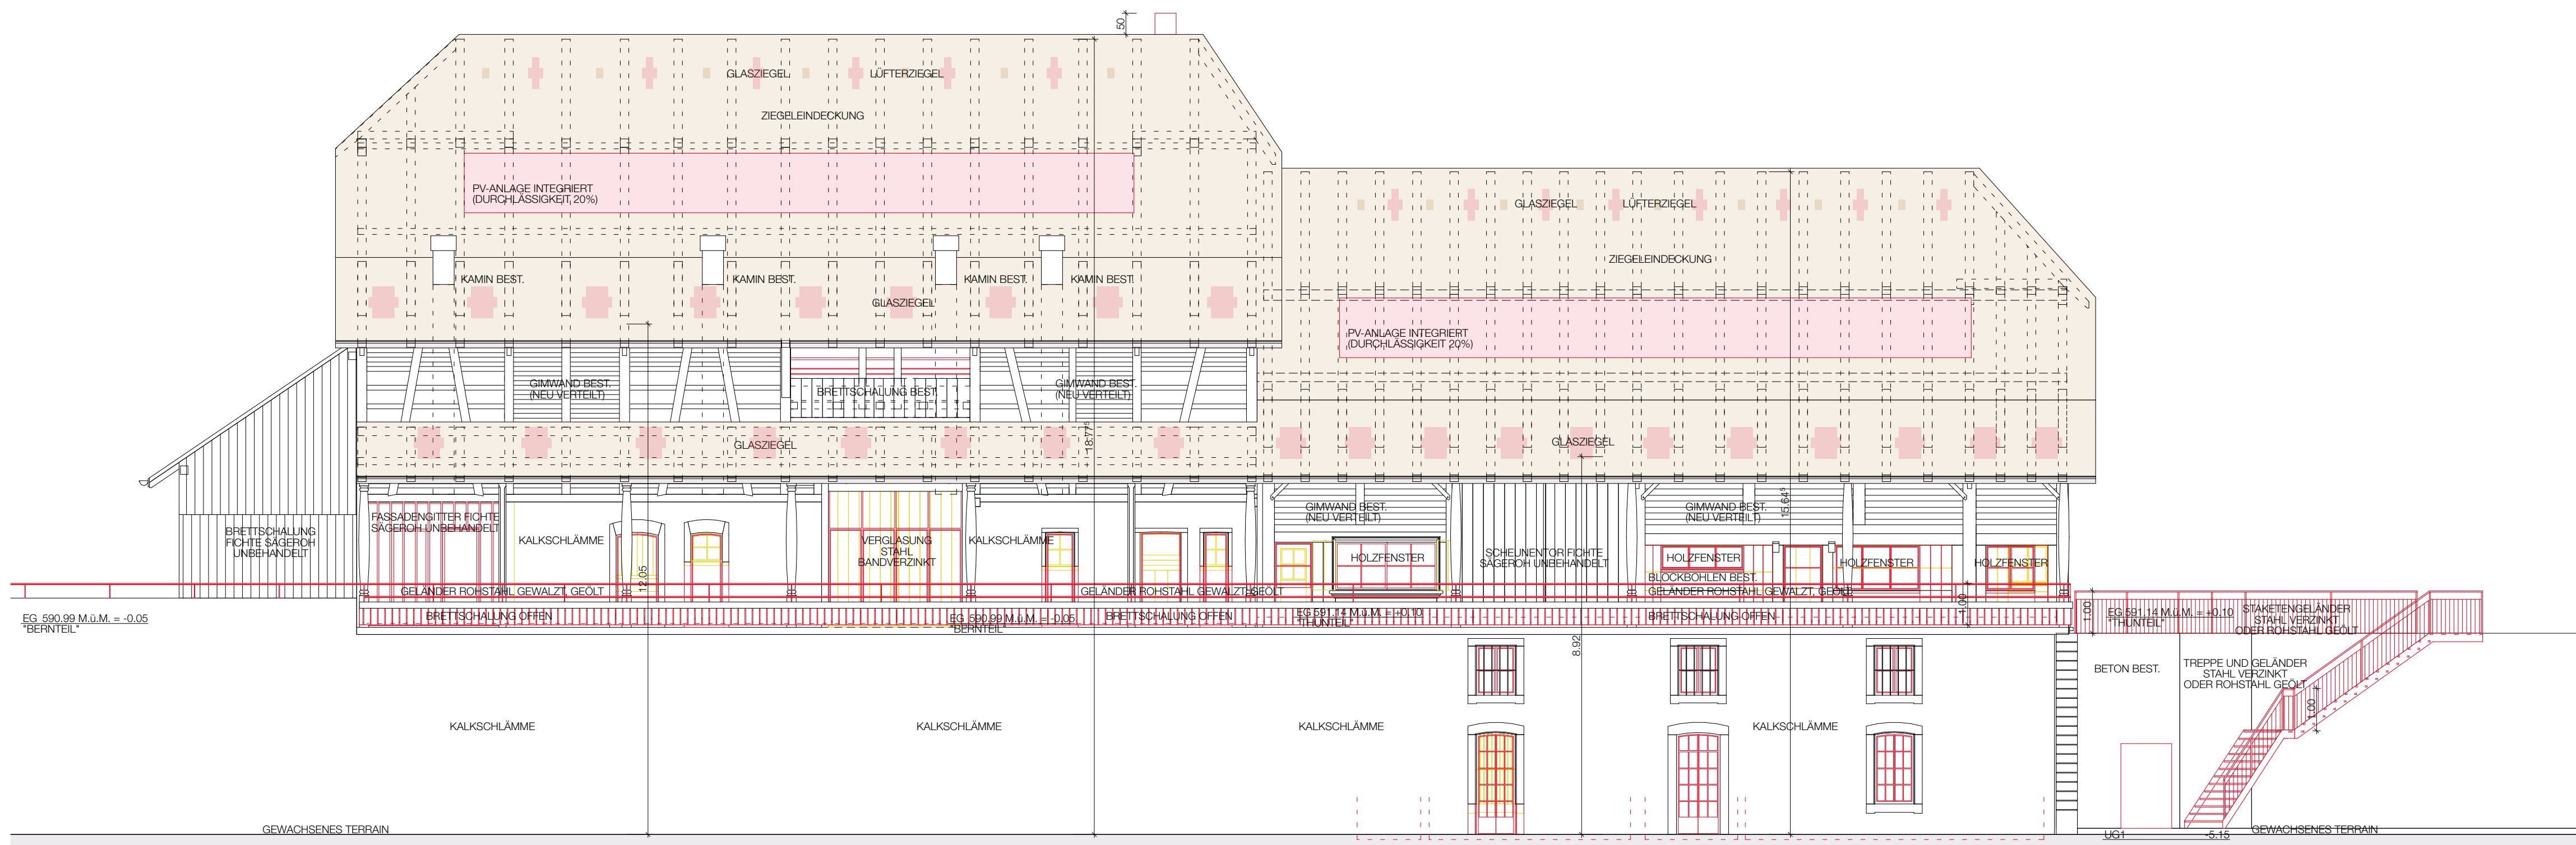 50
GLASZIEGEL
LÜFTERZIEGEL
ZIEGELEINDECKUNG
PV-ANLAGE INTEGRIERT
(DURCHLÄSSIGKEIT 20%)
GLASZIEGEL
LÜFTERZIEGEL
ZIEGELEINDECKUNG
KAMIN BEST.
KAMIN BEST.
KAMIN BEST.
KAMIN BEST.
GLASZIEGEL
PV-ANLAGE INTEGRIERT
(DURCHLÄSSIGKEIT 20%)
GIMWAND BEST.
(NEU VERTEILT)
BRETTSCHALUNG BEST.
GIMWAND BEST.
(NEU VERTEILT)
18.77⁵
GLASZIEGEL
GLASZIEGEL
15.64⁵
BRETTSCHALUNG
FICHTE SÄGEROH
UNBEHANDELT
FASSADENGITTER FICHTE
SÄGEROH UNBEHANDELT
KALKSCHLÄMME
12.05
VERGLASUNG
STAHL
BANDVERZINKT
KALKSCHLÄMME
GIMWAND BEST.
(NEU VERTEILT)
HOLZFENSTER
SCHEUNENTOR FICHTE
SÄGEROH UNBEHANDELT
GIMWAND BEST.
(NEU VERTEILT)
HOLZFENSTER
HOLZFENSTER
HOLZFENSTER
BLOCKBOHLEN BEST.
GELÄNDER ROHSTAHL GEWALZT, GEÖLT
GELÄNDER ROHSTAHL GEWALZT, GEÖLT
GELÄNDER ROHSTAHL GEWALZT, GEÖLT
1.00
1.00
EG 590.99 M.ü.M. = -0.05
"BERNTEIL"
BRETTSCHALUNG OFFEN
EG 590.99 M.ü.M. = -0.05
"BERNTEIL"
BRETTSCHALUNG OFFEN
EG 591.14 M.ü.M. = +0.10
"THUNTEIL"
BRETTSCHALUNG OFFEN
EG 591.14 M.ü.M. = +0.10
"THUNTEIL"
STAKETENGELÄNDER
STAHL VERZINKT
ODER ROHSTAHL GEÖLT
8.92
BETON BEST.
TREPPE UND GELÄNDER
STAHL VERZINKT
ODER ROHSTAHL GEÖLT
1.00
KALKSCHLÄMME
KALKSCHLÄMME
KALKSCHLÄMME
KALKSCHLÄMME
GEWACHSENES TERRAIN
UG1
-5.15
GEWACHSENES TERRAIN